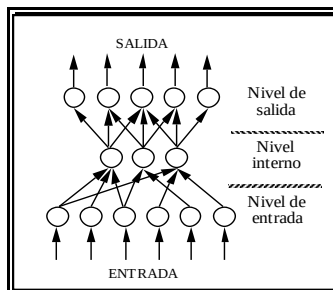 SALIDA
Nivel de
salida
Nivel
interno
Nivel de
entrada
ENTRADA